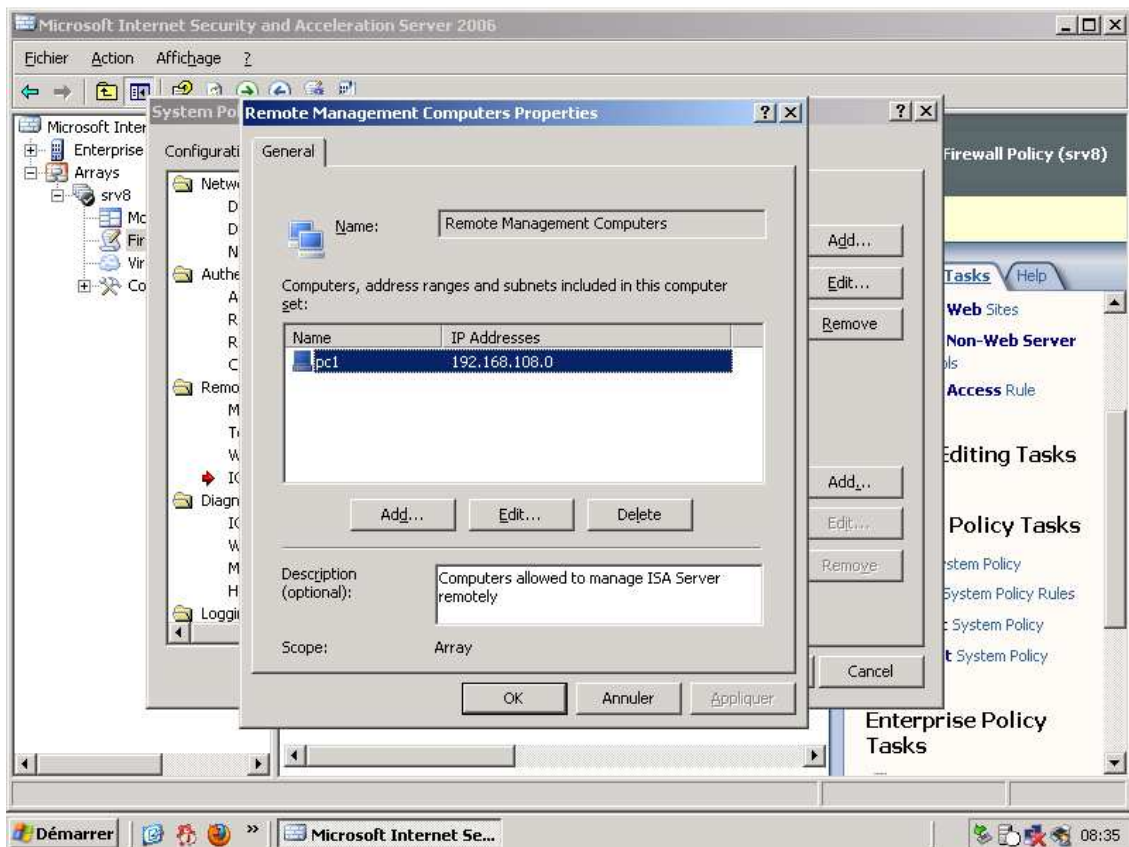 Microsoft Internet Security and Acceleration Server 2006
Fichier Action Affichage ?
System Po
Remote Management Computers Properties
Microsoft Inter
Enterprise
Arrays
srv8
Mo
Fir
Vir
Co
Configurati
Netw
D
D
N
Authe
A
R
R
C
Remo
M
Te
W
IC
Diagn
IC
W
M
H
Loggi
General
Name: Remote Management Computers
Computers, address ranges and subnets included in this computer
set:
Name IP Addresses
pc1 192.168.108.0
Add... Edit... Delete
Description
(optional):
Computers allowed to manage ISA Server
remotely
Scope: Array
OK Annuler Appliquer
Add...
Edit...
Remove
Add...
Edit...
Remove
Cancel
Firewall Policy (srv8)
Tasks Help
Web Sites
Non-Web Server
ols
Access Rule
Editing Tasks
Policy Tasks
stem Policy
System Policy Rules
t System Policy
t System Policy
Enterprise Policy
Tasks
Démarrer » Microsoft Internet Se... 08:35